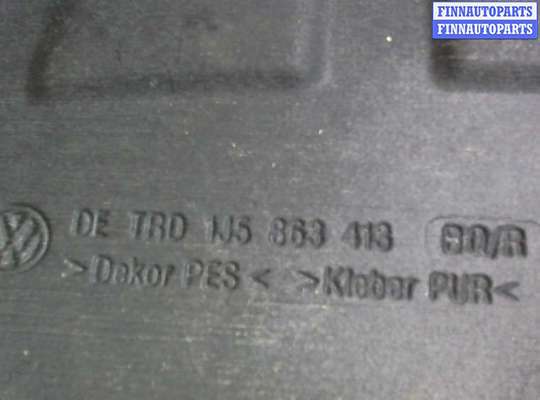 FINNAUTOPARTS
FINNAUTOPARTS
DE TRD 1J5 863 413
>Dekor PES< >Kleber PUR<